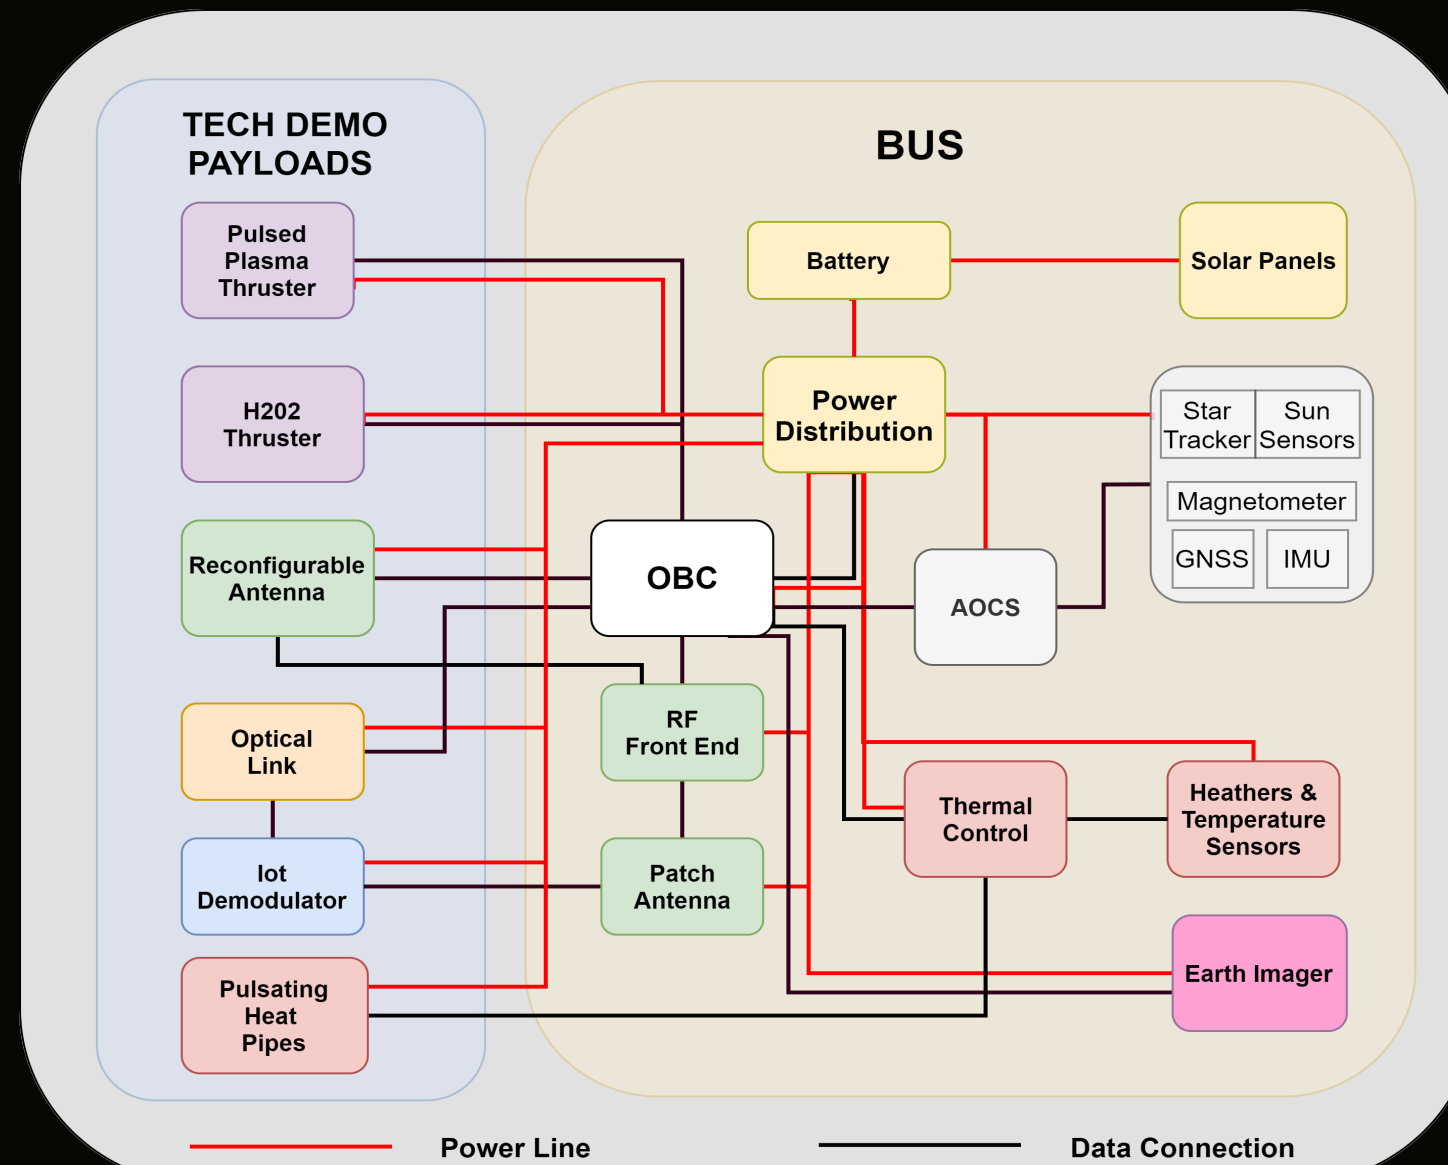 TECH DEMO
PAYLOADS
BUS
Pulsed
Plasma
Thruster
Battery
Solar Panels
H202
Thruster
Power
Distribution
Star
Tracker
Sun
Sensors
Magnetometer
GNSS
IMU
Reconfigurable
Antenna
OBC
AOCS
Optical
Link
RF
Front End
Thermal
Control
Heathers &
Temperature
Sensors
Iot
Demodulator
Patch
Antenna
Pulsating
Heat
Pipes
Earth Imager
Power Line
Data Connection